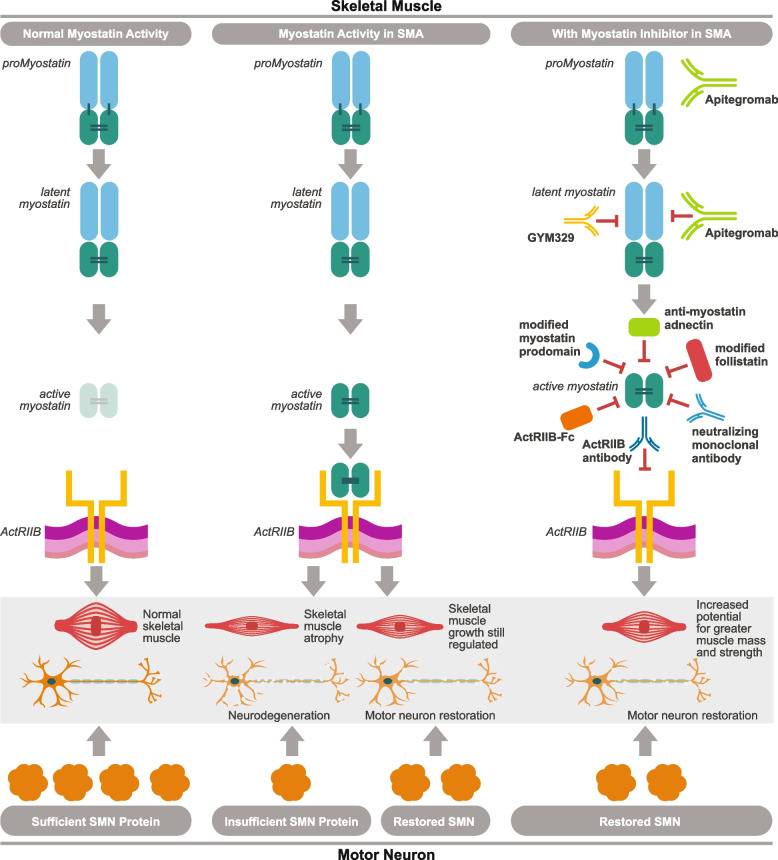 Skeletal Muscle
Normal Myostatin Activity
Myostatin Activity in SMA
With Myostatin Inhibitor in SMA
proMyostatin
proMyostatin
proMyostatin
Apitegromab
latent
myostatin
latent
myostatin
latent myostatin
GYM329
Apitegromab
anti-myostatin
adnectin
modified
myostatin
prodomain
modified
follistatin
active
myostatin
active
myostatin
active myostatin
ActRIIB-Fc
ActRIIB
antibody
neutralizing
monoclonal
antibody
ActRIIB
ActRIIB
ActRIIB
Normal
skeletal
muscle
Skeletal
muscle
atrophy
Skeletal
muscle
growth still
regulated
Increased
potential
for greater
muscle mass
and strength
Neurodegeneration
Motor neuron restoration
Motor neuron restoration
Sufficient SMN Protein
Insufficient SMN Protein
Restored SMN
Restored SMN
Motor Neuron